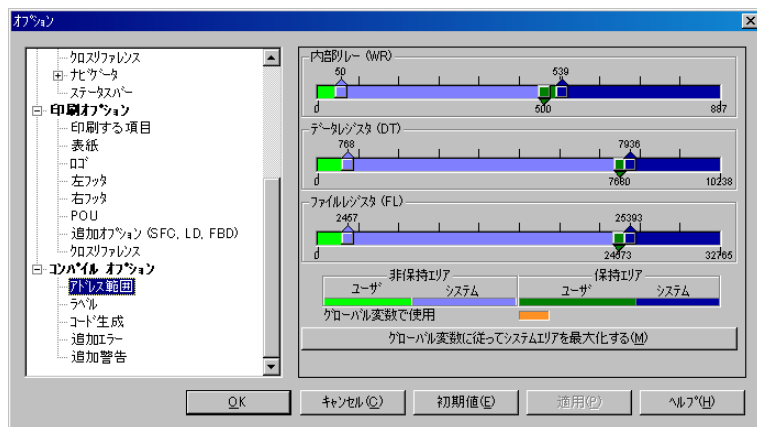 オプション
クロスリファレンス
ナビゲータ
ステータスバー
印刷オプション
印刷する項目
表紙
ロゴ
左フッタ
右フッタ
POU
追加オプション (SFC, LD, FBD)
クロスリファレンス
コンパイル オプション
アドレス範囲
ラベル
コード生成
追加エラー
追加警告
内部リレー (WR)
50 539
0 500 887
データレジスタ (DT)
768 7936
0 7680 10238
ファイルレジスタ (FL)
2457 25393
0 24573 32765
非保持エリア 保持エリア
ユーザ システム ユーザ システム
グローバル変数で使用
グローバル変数に従ってシステムエリアを最大化する(M)
OK キャンセル(C) 初期値(E) 適用(P) ヘルプ(H)